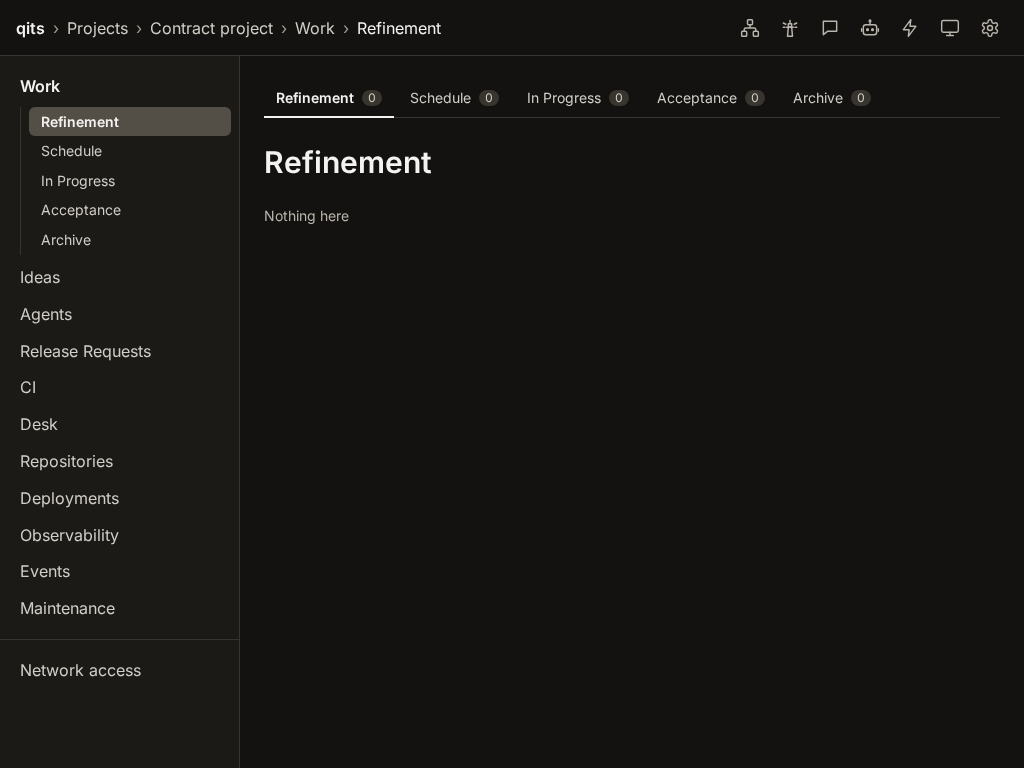 qits › Projects › Contract project › Work › Refinement
Work
Refinement
Schedule
In Progress
Acceptance
Archive
Ideas
Agents
Release Requests
CI
Desk
Repositories
Deployments
Observability
Events
Maintenance
Network access
Refinement 0 Schedule 0 In Progress 0 Acceptance 0 Archive 0
Refinement
Nothing here